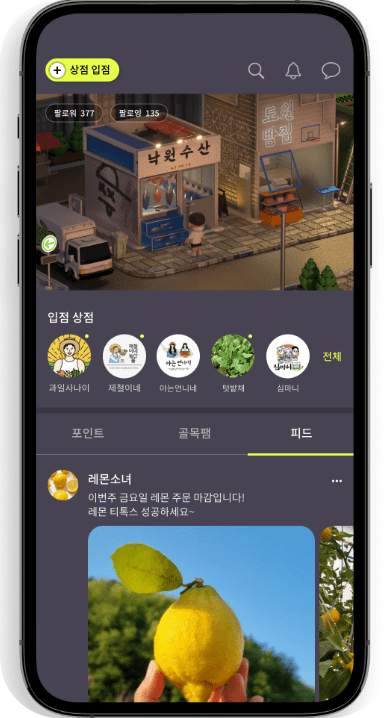 상점 입점
팔로워 377
팔로잉 135
낙원수산
도원
빵집
입점 상점
과일사나이
제철이네
아는언니네
텃밭채
심마니
전체
포인트
골목팸
피드
레몬소녀
이번주 금요일 레몬 주문 마감입니다!
레몬 티톡스 성공하세요~